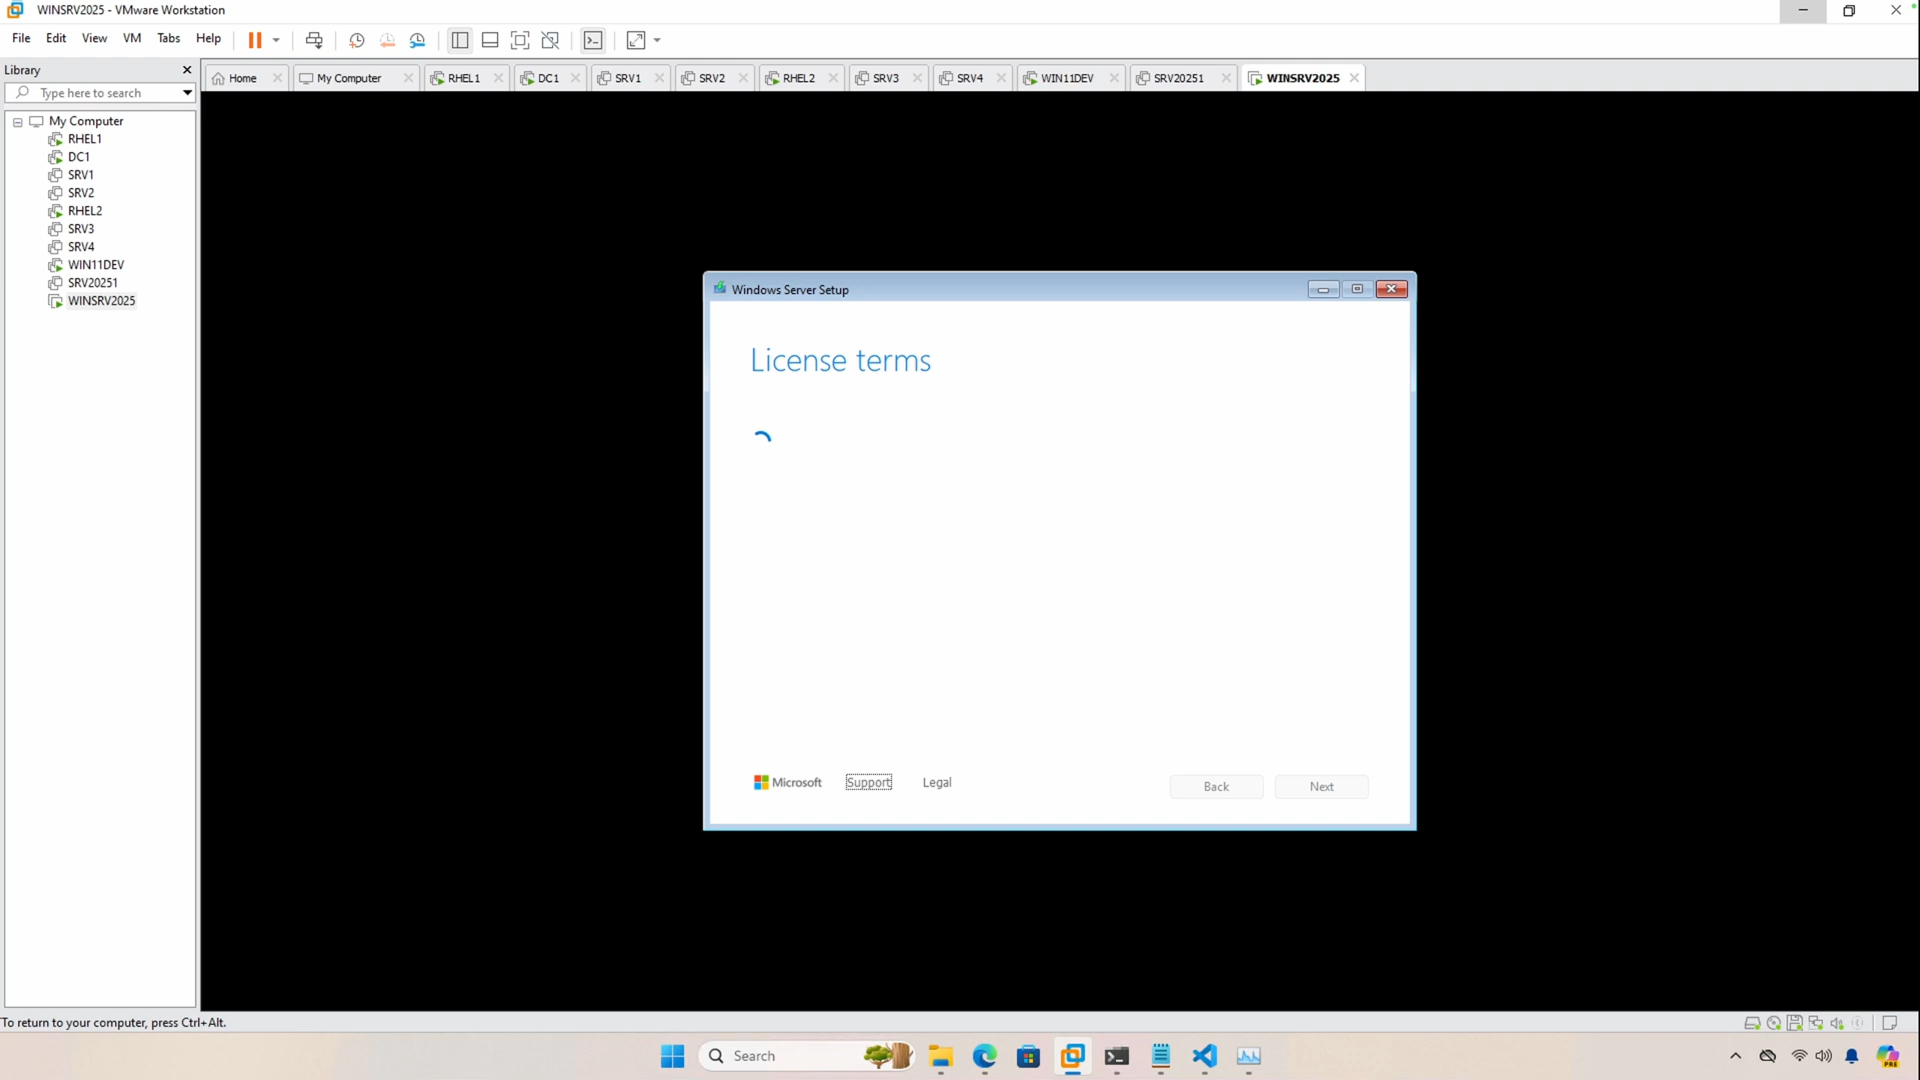 WINSRV2025 - VMware Workstation
File Edit View VM Tabs Help
Library
Type here to search
Home My Computer RHEL1 DC1 SRV1 SRV2 RHEL2 SRV3 SRV4 WIN11DEV SRV20251 WINSRV2025
My Computer
RHEL1
DC1
SRV1
SRV2
RHEL2
SRV3
SRV4
WIN11DEV
SRV20251
WINSRV2025
Windows Server Setup
License terms
Microsoft Support Legal Back Next
To return to your computer, press Ctrl+Alt.
Search
PRE